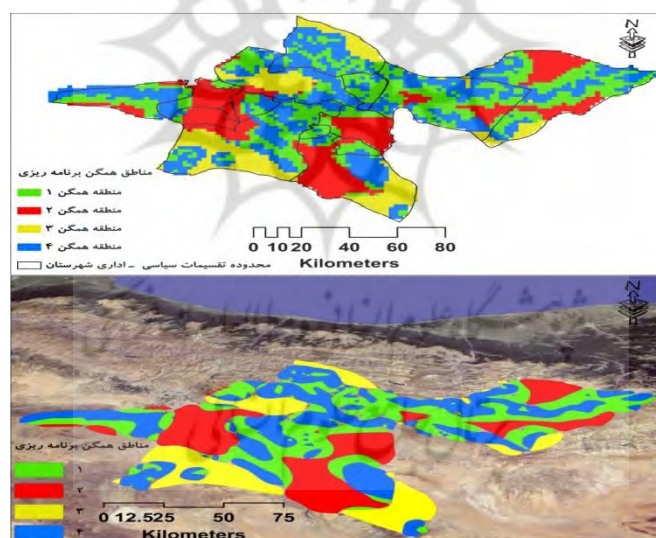 N
مناطق همگن برنامه ریزی
منطقه همگن ۱
منطقه همگن ۲
منطقه همگن ۳
منطقه همگن ۴
محدوده تقسیمات سیاسی - اداری شهرستان
0 10 20 40 60 80
Kilometers
N
مناطق همگن برنامه ریزی
۱
۲
۳
۴
0 12.525 50 75
Kilometers